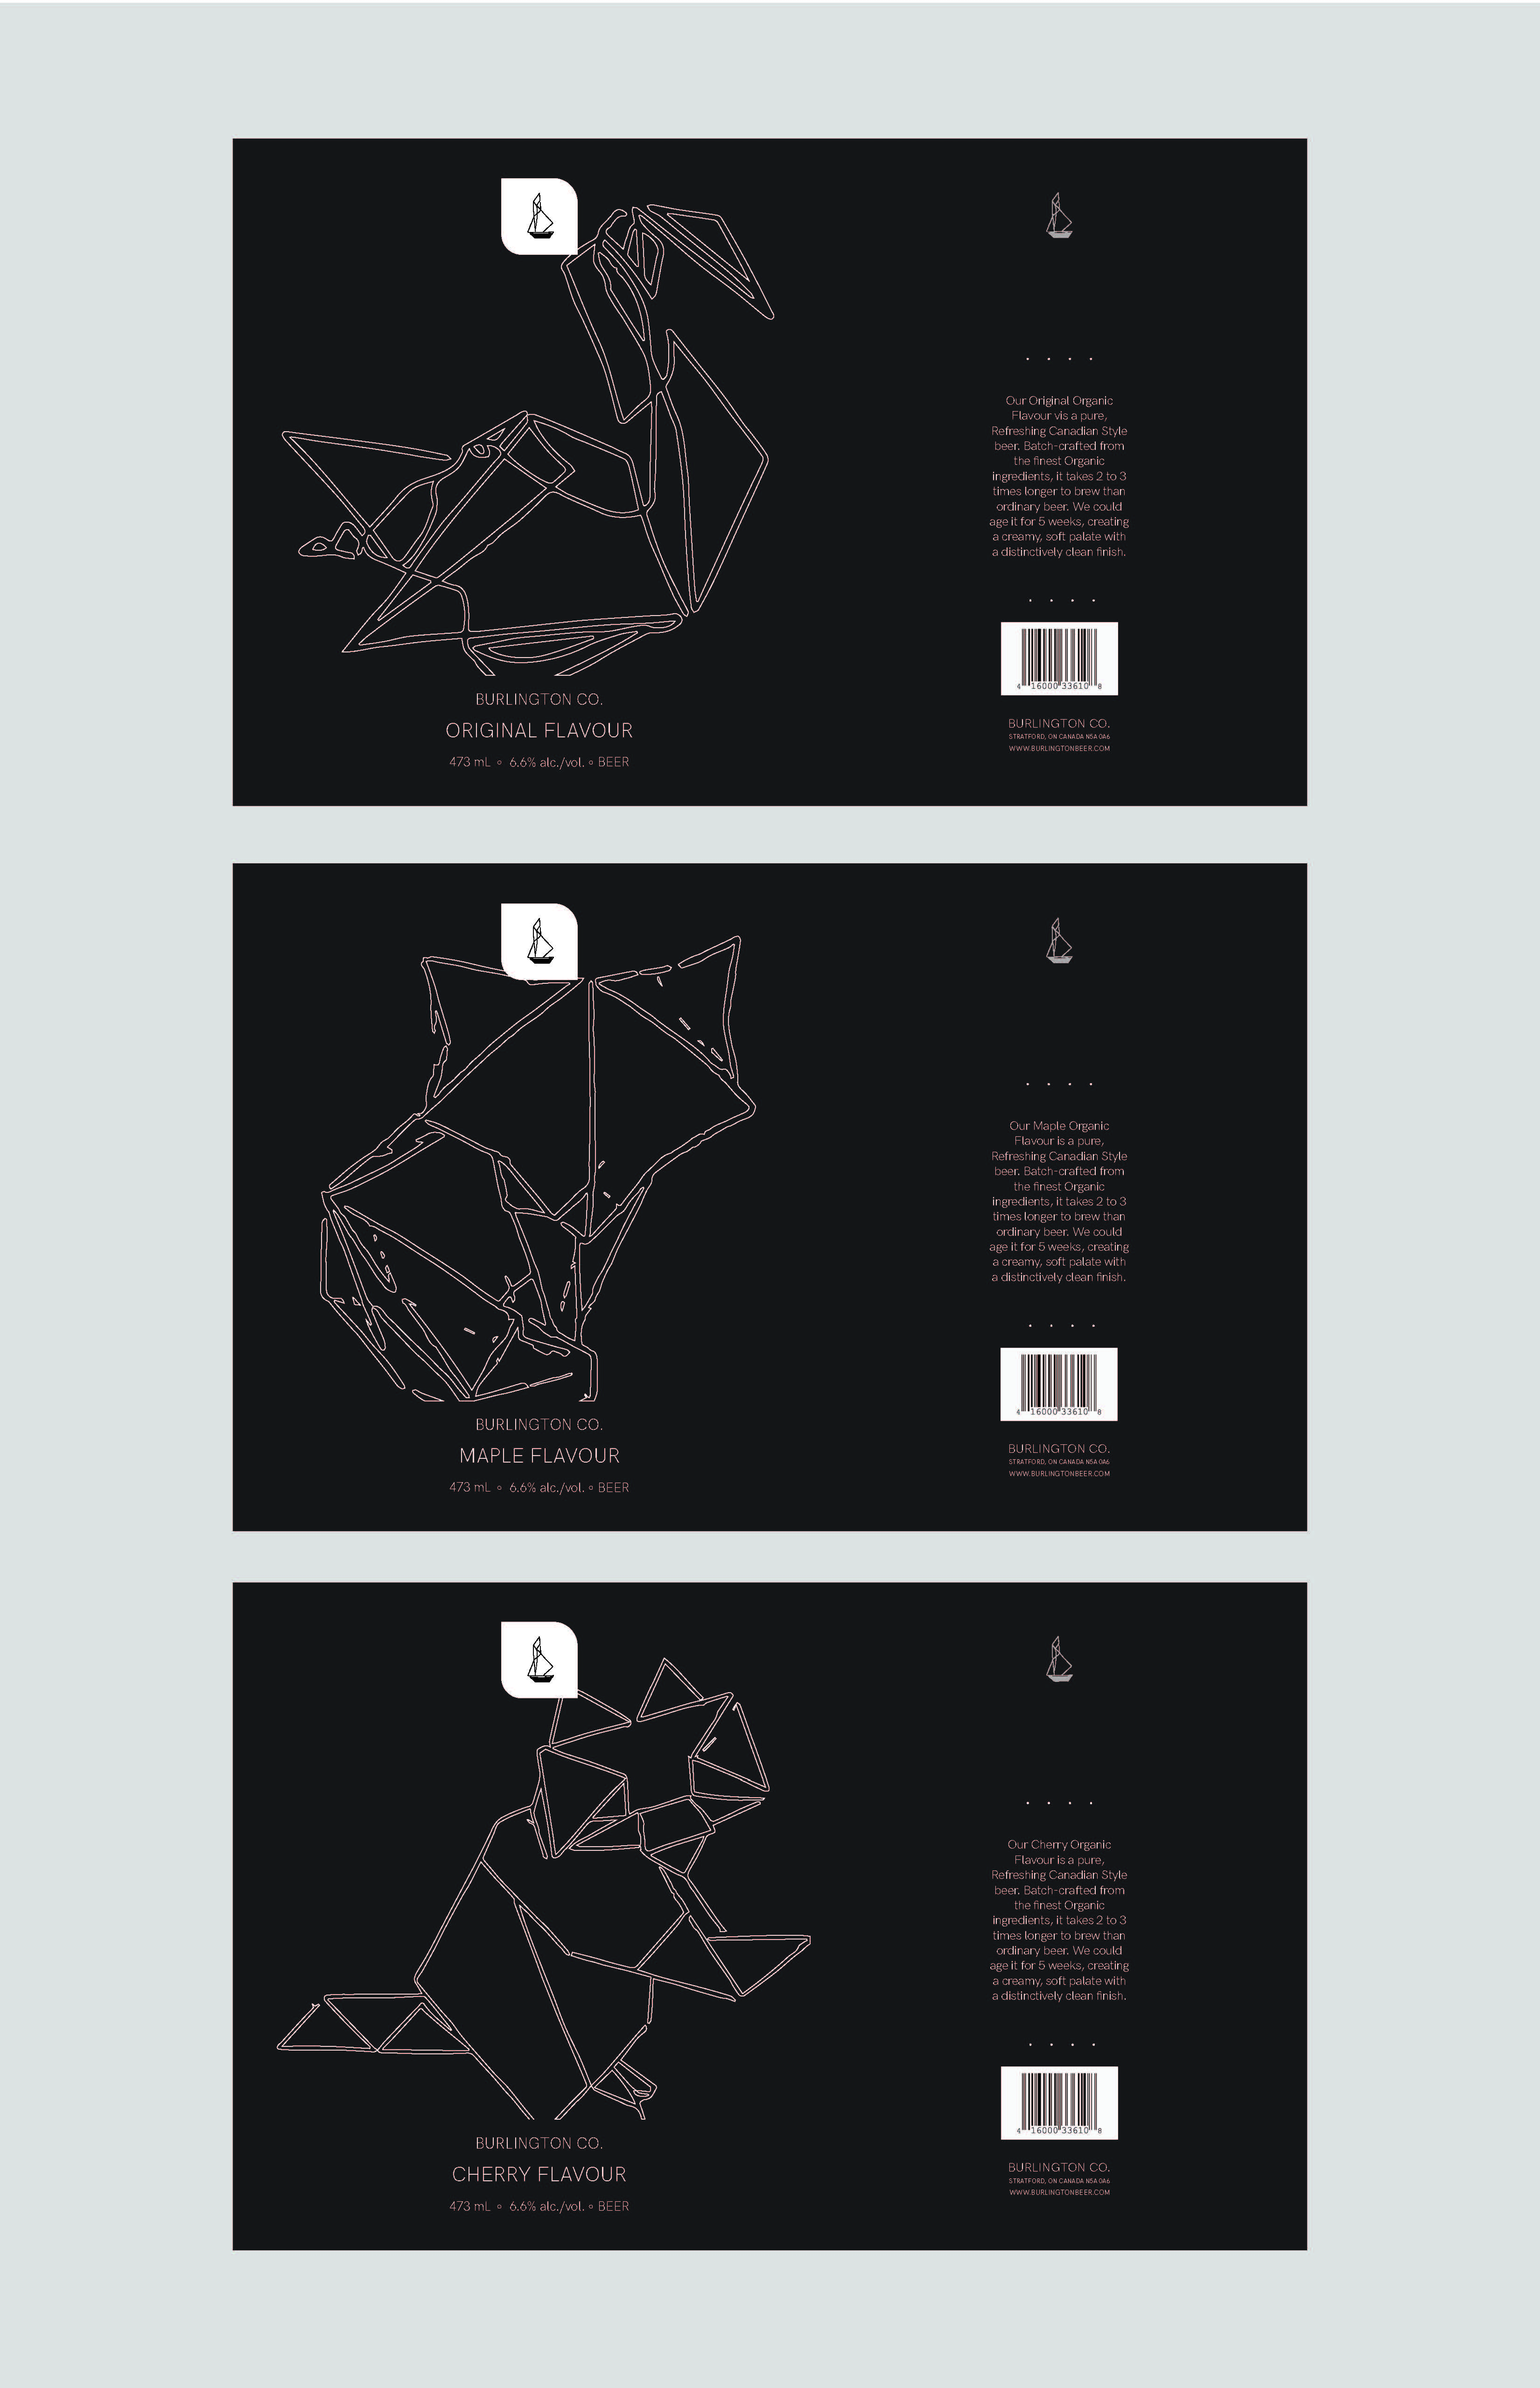 BURLINGTON CO.
ORIGINAL FLAVOUR
473 mL ◦ 6.6% alc./vol. ◦ BEER
Our Original Organic
Flavour vis a pure,
Refreshing Canadian Style
beer. Batch-crafted from
the finest Organic
ingredients, it takes 2 to 3
times longer to brew than
ordinary beer. We could
age it for 5 weeks, creating
a creamy, soft palate with
a distinctively clean finish.
4 16000 33610 8
BURLINGTON CO.
STRATFORD, ON CANADA N5A 0A6
WWW.BURLINGTONBEER.COM
BURLINGTON CO.
MAPLE FLAVOUR
473 mL ◦ 6.6% alc./vol. ◦ BEER
Our Maple Organic
Flavour is a pure,
Refreshing Canadian Style
beer. Batch-crafted from
the finest Organic
ingredients, it takes 2 to 3
times longer to brew than
ordinary beer. We could
age it for 5 weeks, creating
a creamy, soft palate with
a distinctively clean finish.
4 16000 33610 8
BURLINGTON CO.
STRATFORD, ON CANADA N5A 0A6
WWW.BURLINGTONBEER.COM
BURLINGTON CO.
CHERRY FLAVOUR
473 mL ◦ 6.6% alc./vol. ◦ BEER
Our Cherry Organic
Flavour is a pure,
Refreshing Canadian Style
beer. Batch-crafted from
the finest Organic
ingredients, it takes 2 to 3
times longer to brew than
ordinary beer. We could
age it for 5 weeks, creating
a creamy, soft palate with
a distinctively clean finish.
4 16000 33610 8
BURLINGTON CO.
STRATFORD, ON CANADA N5A 0A6
WWW.BURLINGTONBEER.COM